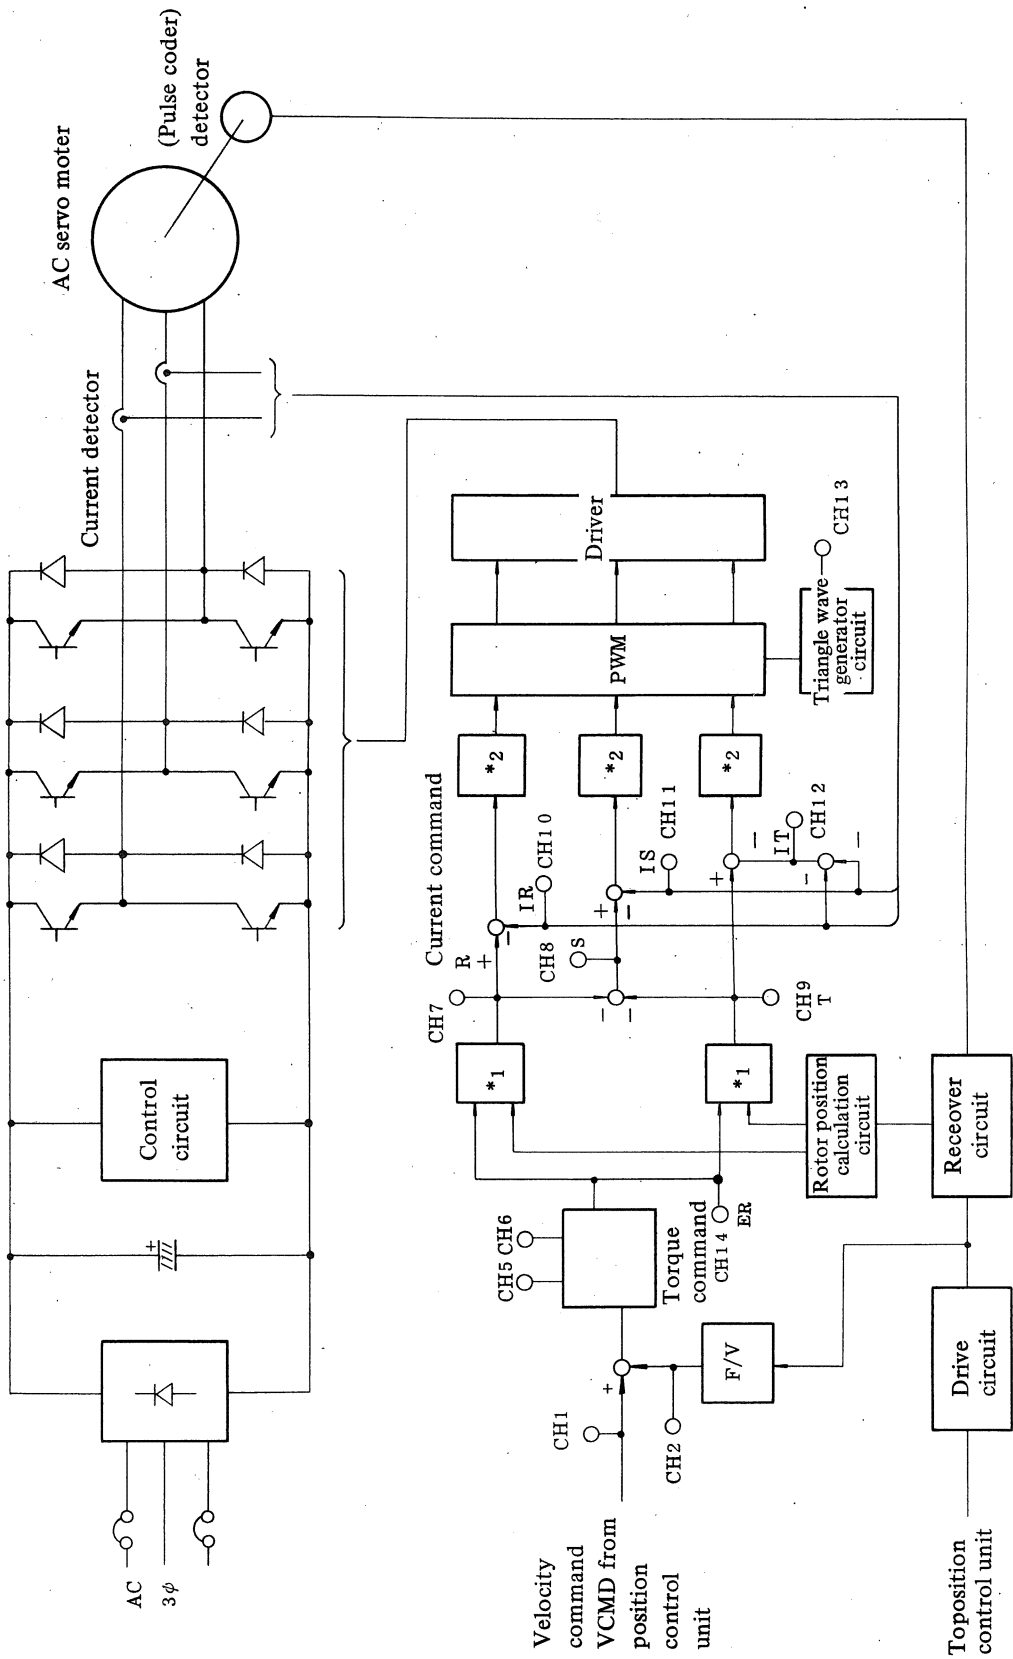 AC servo moter
(Pulse coder)
detector
Current detector
Control
circuit
+
AC
3φ
Driver
CH13
Triangle wave
generator
circuit
PWM
*2
*2
*2
Current command
IR
CH10
IS
CH11
IT
CH12
R
+
-
CH7
CH8
S
+
-
-
-
CH9
T
+
-
-
-
*1
*1
Rotor position
calculation
circuit
Receover
circuit
CH5
CH6
Torque
command
CH14
ER
F/V
Drive
circuit
+
CH1
CH2
Velocity
command
VCMD from
position
control
unit
Toposition
control unit